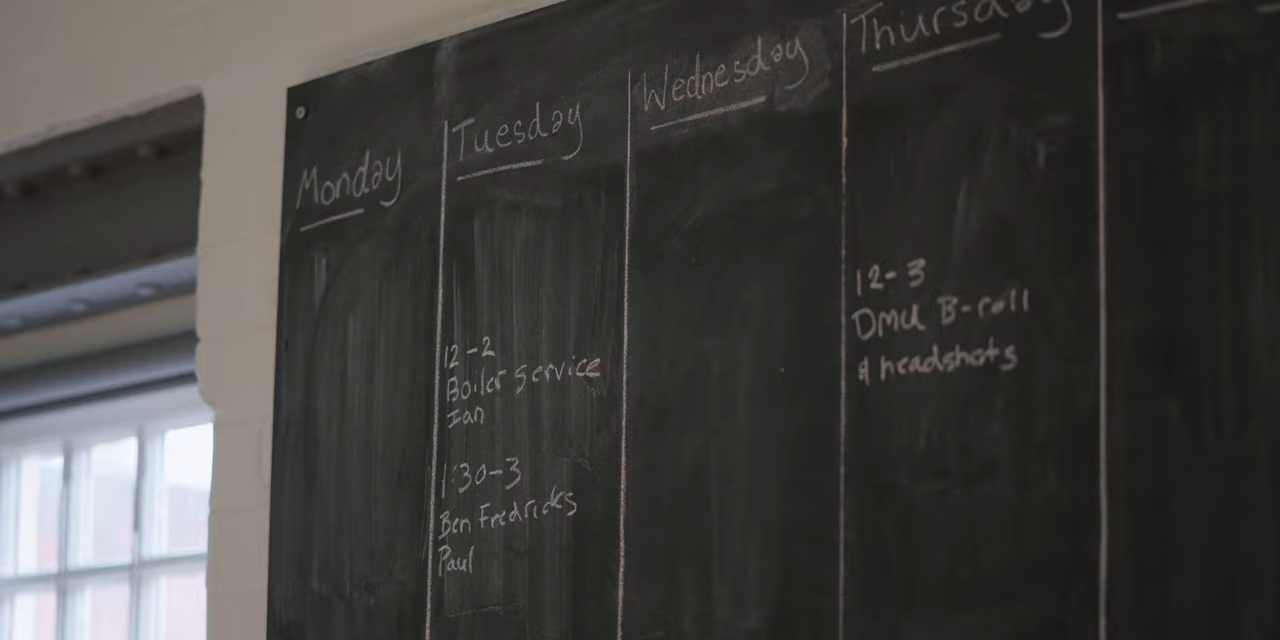 Monday
Tuesday
12-2
Boiler Service
Ian
1:30-3
Ben Fredricks
Paul
Wednesday
Thursday
12-3
DMU B-roll
& headshots